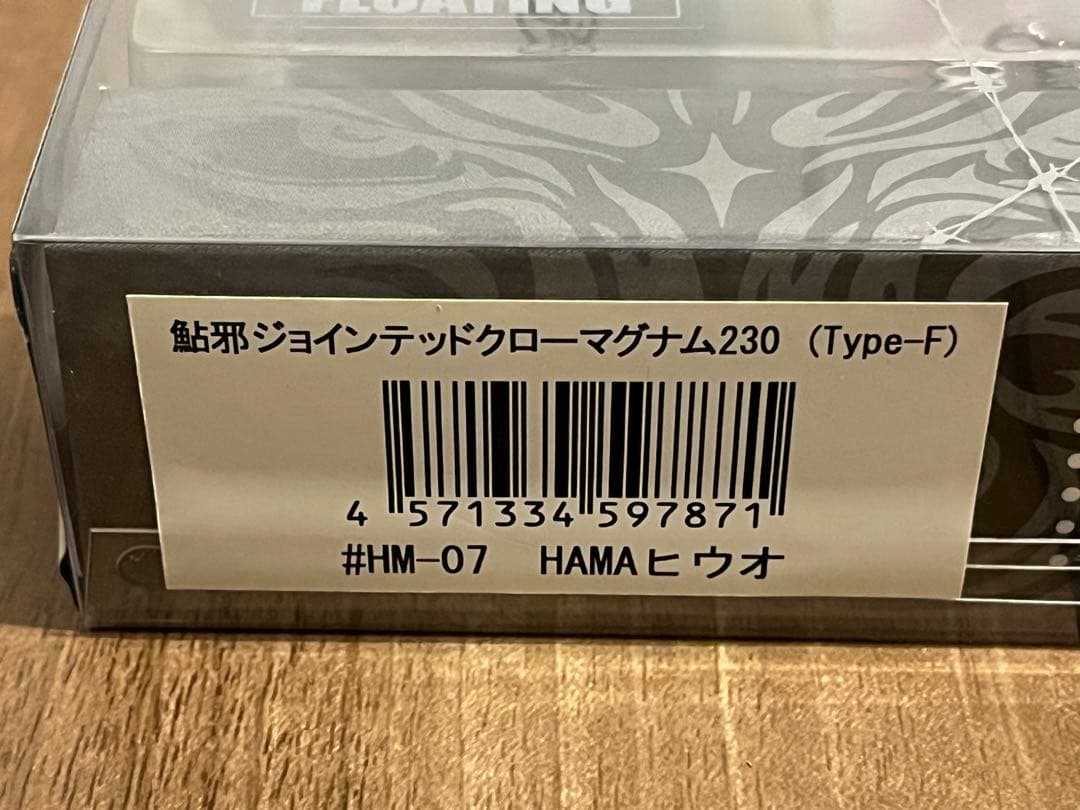 FLOATING
鮎邪ジョインテッドクローマグナム230 (Type-F)
4 571334 597871
#HM-07 HAMAヒウオ